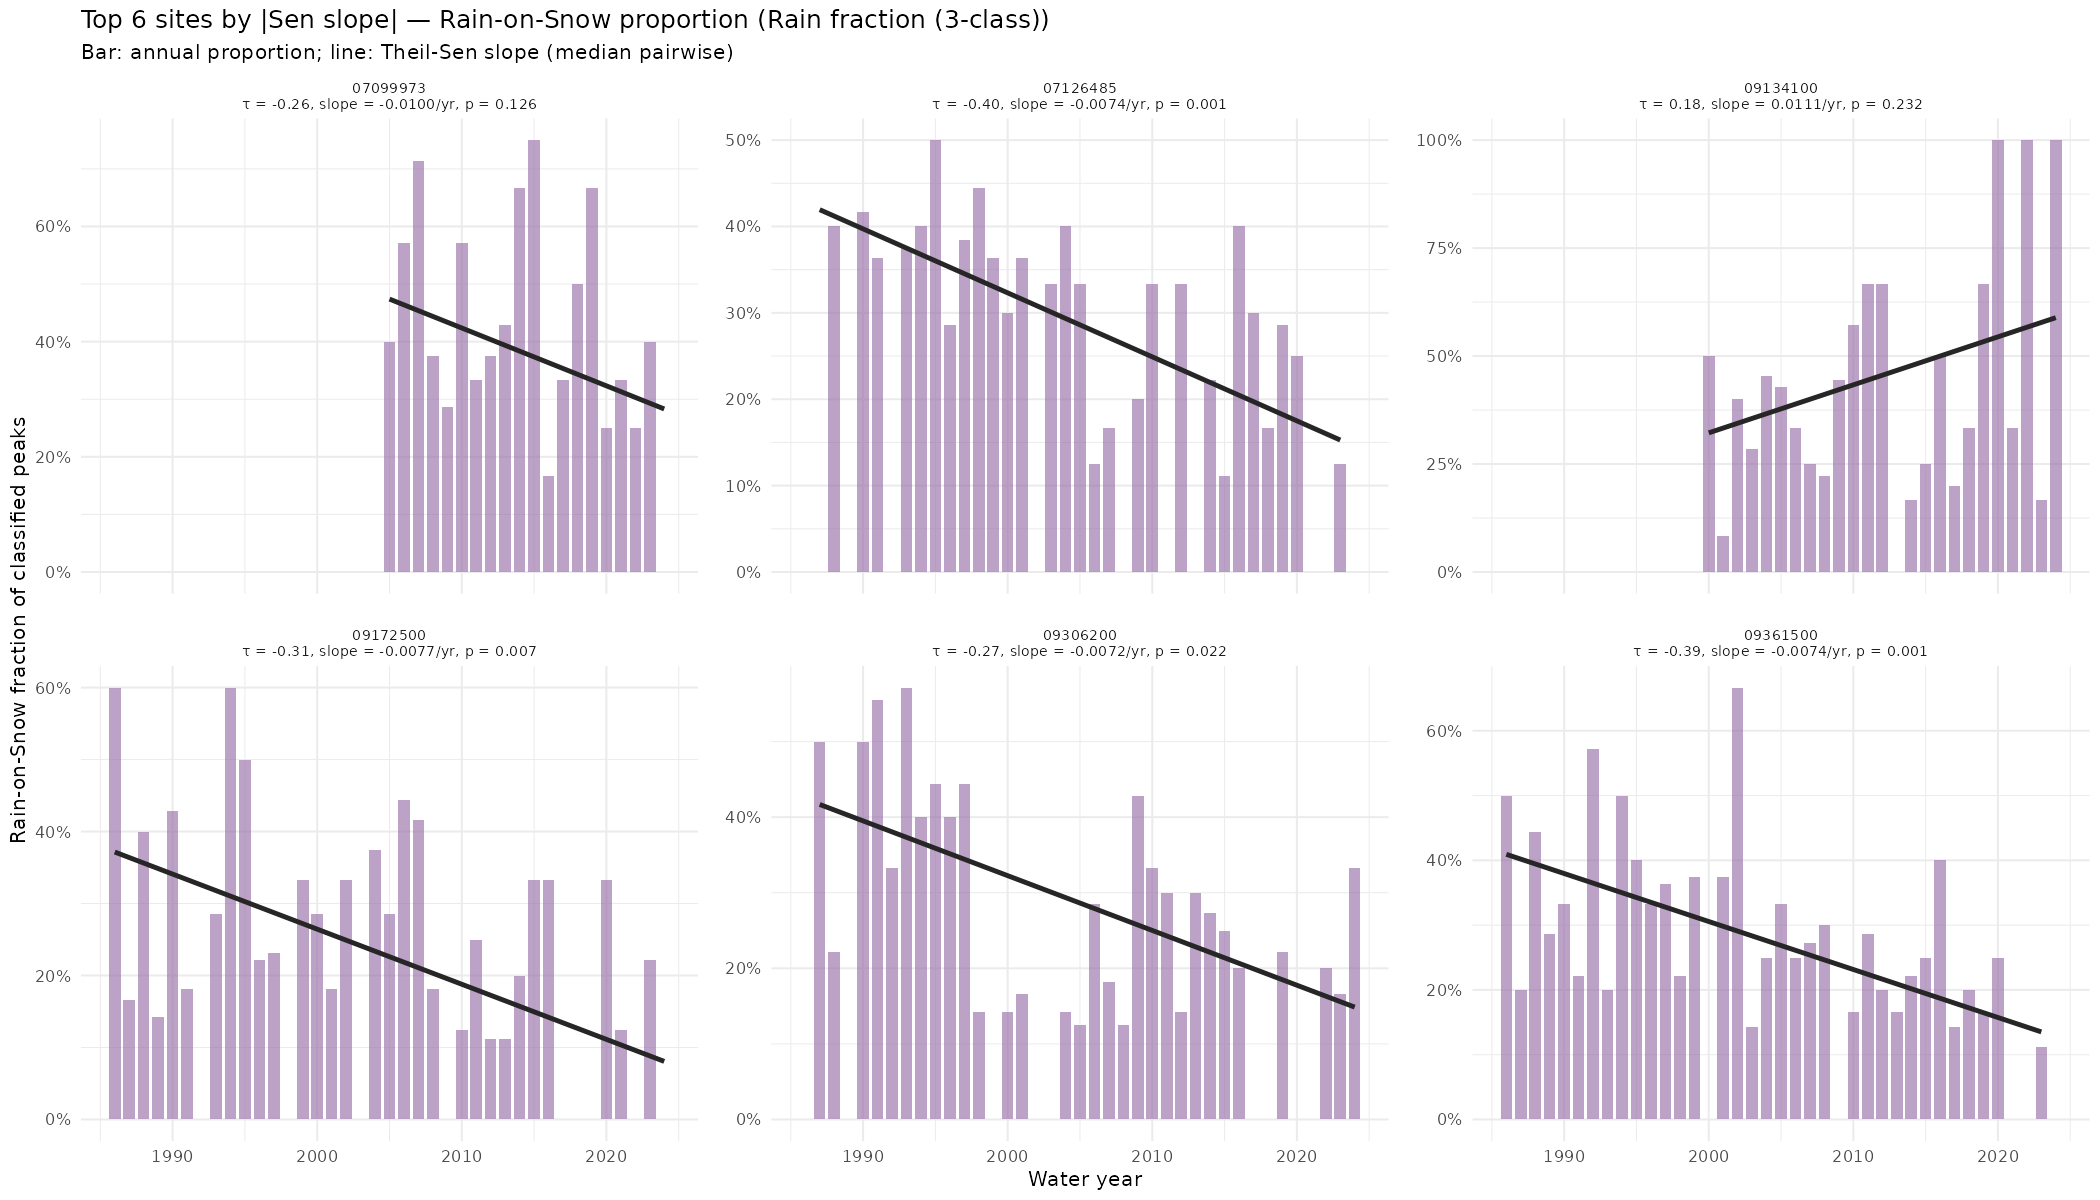 Top 6 sites by |Sen slope| — Rain-on-Snow proportion (Rain fraction (3-class))
Bar: annual proportion; line: Theil-Sen slope (median pairwise)
Rain-on-Snow fraction of classified peaks
07099973
τ = -0.26, slope = -0.0100/yr, p = 0.126
60%
40%
20%
0%
07126485
τ = -0.40, slope = -0.0074/yr, p = 0.001
50%
40%
30%
20%
10%
0%
09134100
τ = 0.18, slope = 0.0111/yr, p = 0.232
100%
75%
50%
25%
0%
09172500
τ = -0.31, slope = -0.0077/yr, p = 0.007
60%
40%
20%
0%
1990 2000 2010 2020
09306200
τ = -0.27, slope = -0.0072/yr, p = 0.022
40%
20%
0%
1990 2000 2010 2020
09361500
τ = -0.39, slope = -0.0074/yr, p = 0.001
60%
40%
20%
0%
1990 2000 2010 2020
Water year